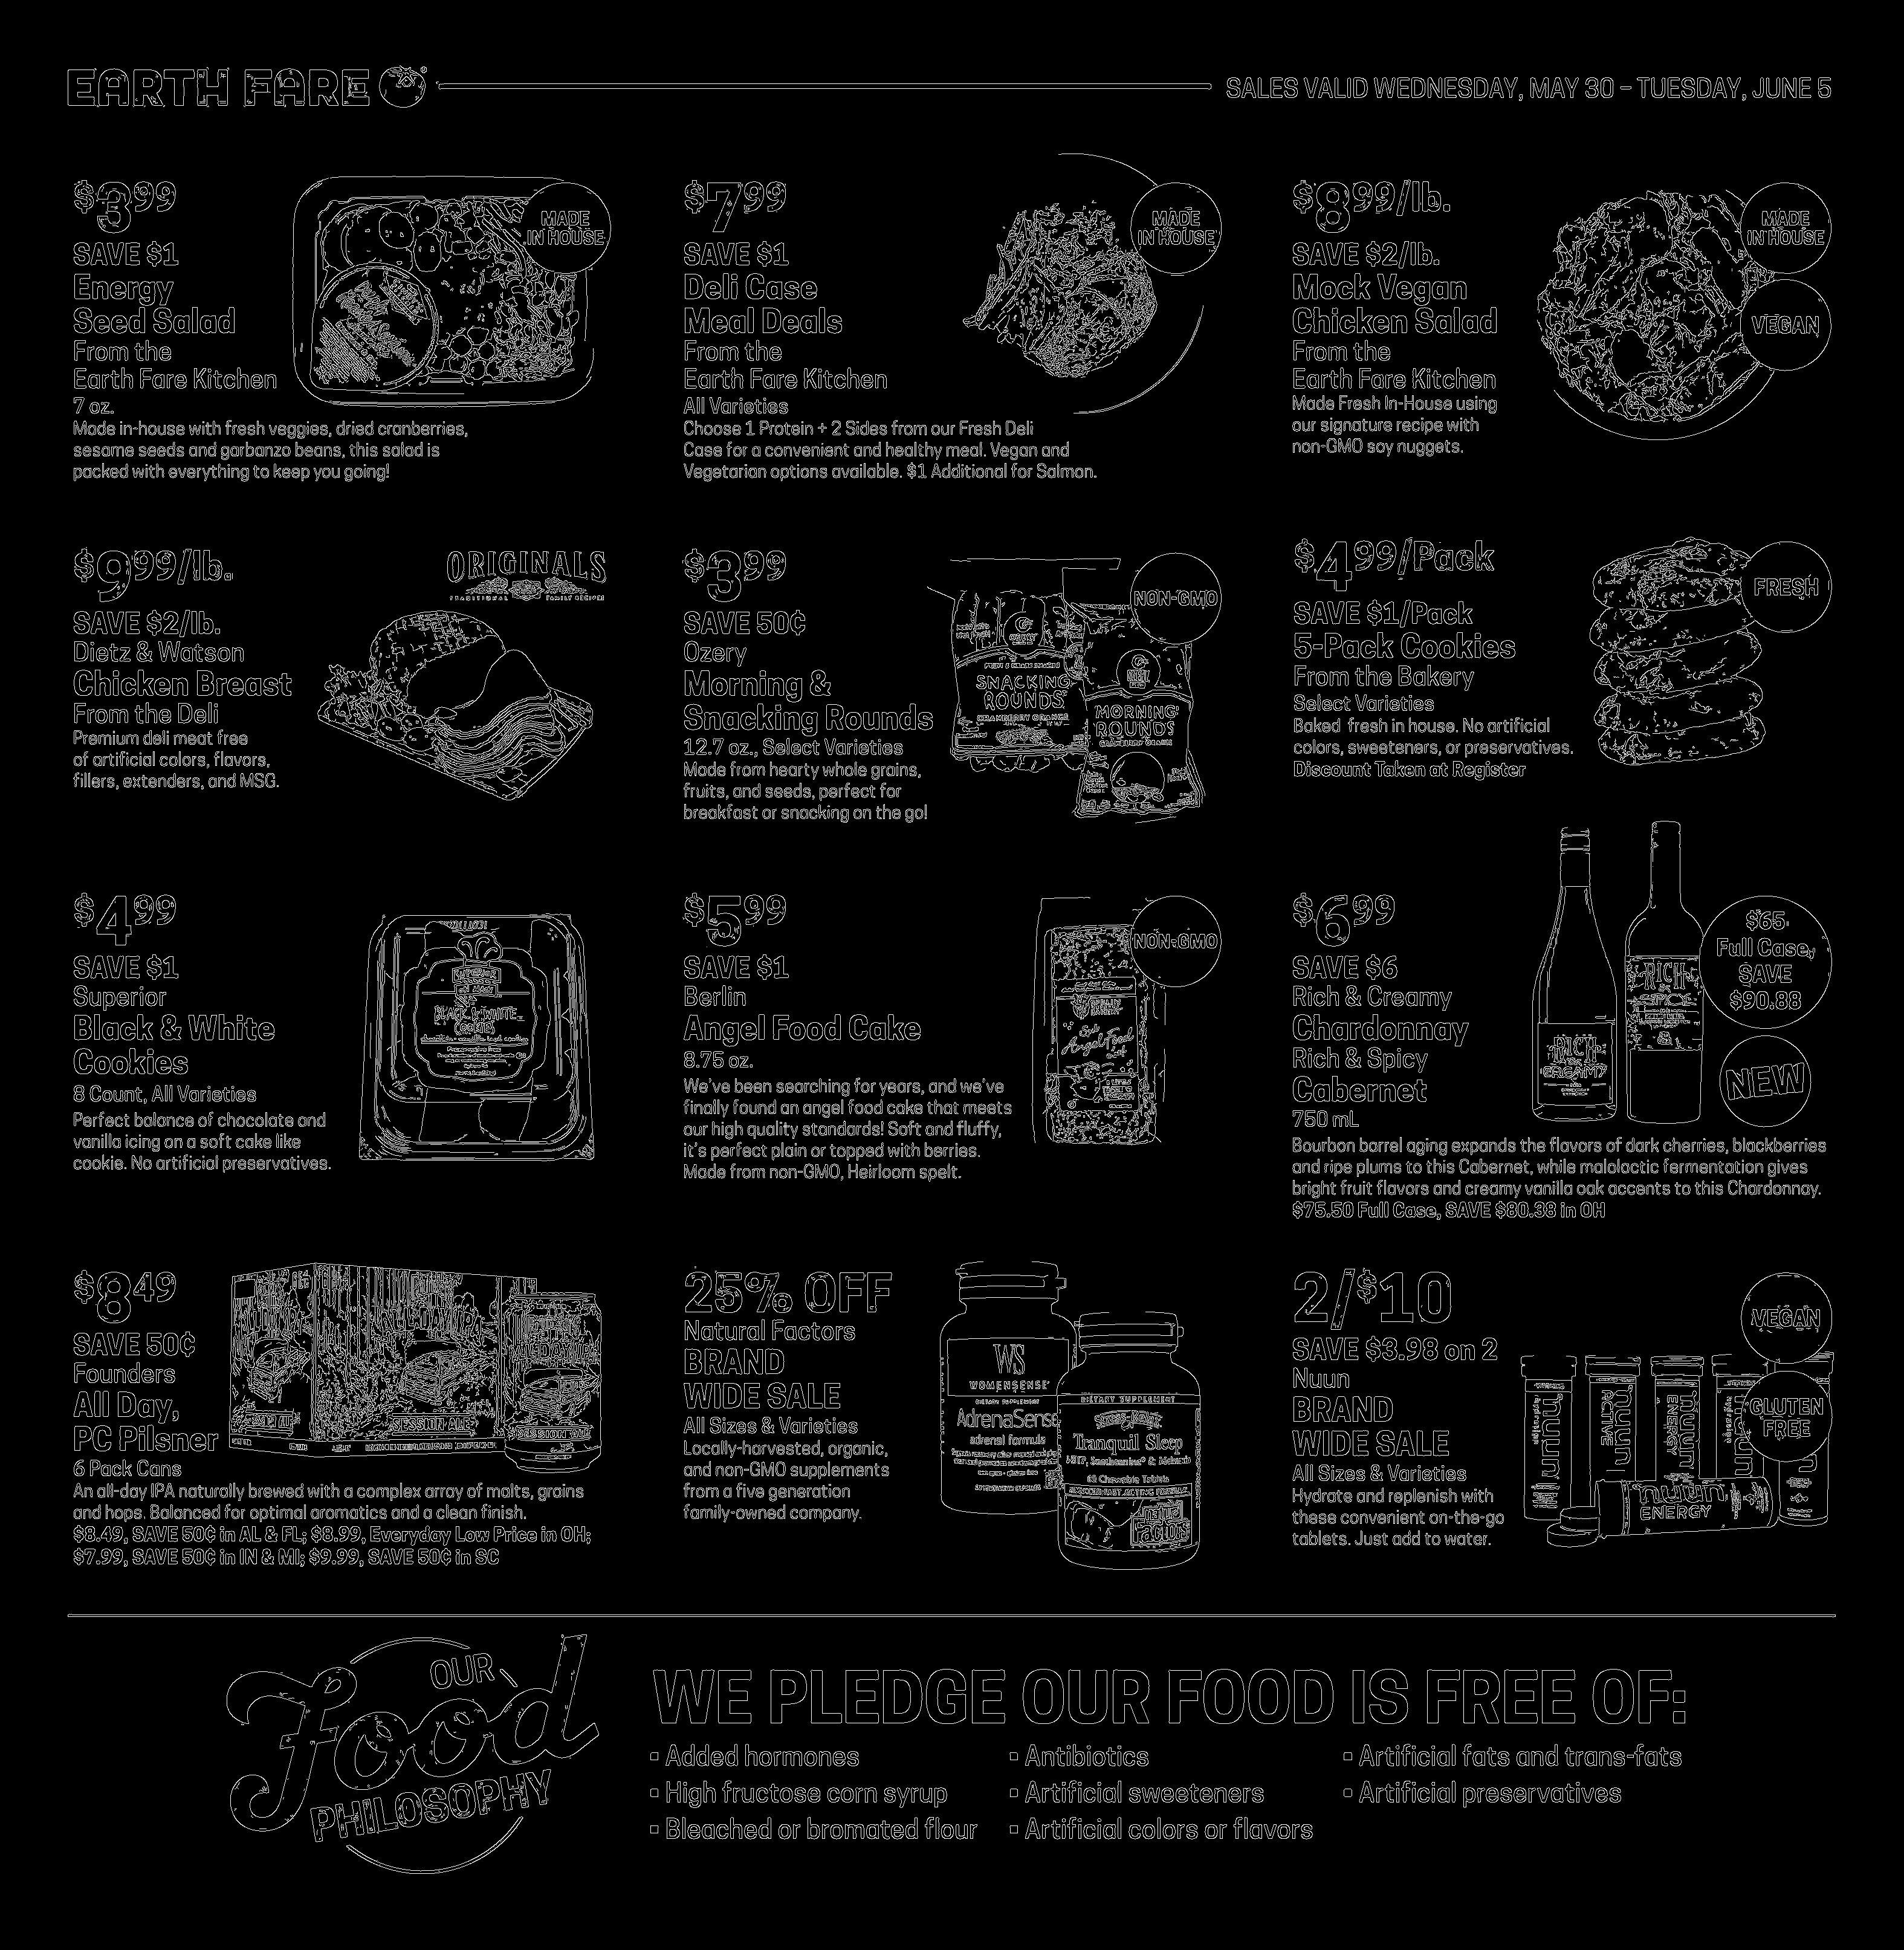 EARTH FARE
SALES VALID WEDNESDAY, MAY 30 – TUESDAY, JUNE 5
$3.99
SAVE $1
Energy
Seed Salad
From the
Earth Fare Kitchen
7 oz.
Made in-house with fresh veggies, dried cranberries,
sesame seeds and garbanzo beans, this salad is
packed with everything to keep you going!
MADE
IN HOUSE
$7.99
SAVE $1
Deli Case
Meal Deals
From the
Earth Fare Kitchen
All Varieties
Choose 1 Protein + 2 Sides from our Fresh Deli
Case for a convenient and healthy meal. Vegan and
Vegetarian options available. $1 Additional for Salmon.
MADE
IN HOUSE
$8.99/lb.
SAVE $2/lb.
Mock Vegan
Chicken Salad
From the
Earth Fare Kitchen
Made Fresh In-House using
our signature recipe with
non-GMO soy nuggets.
MADE
IN HOUSE
VEGAN
$9.99/lb.
SAVE $2/lb.
Dietz & Watson
Chicken Breast
From the Deli
Premium deli meat free
of artificial colors, flavors,
fillers, extenders, and MSG.
ORIGINALS
TRADITIONAL FAMILY RECIPES
$3.99
SAVE 50¢
Ozery
Morning &
Snacking Rounds
12.7 oz., Select Varieties
Made from hearty whole grains,
fruits, and seeds, perfect for
breakfast or snacking on the go!
SNACKING
ROUNDS
CRANBERRY ORANGE
MORNING
ROUNDS
CRANBERRY ORANGE
NON-GMO
$4.99/Pack
SAVE $1/Pack
5-Pack Cookies
From the Bakery
Select Varieties
Baked fresh in house. No artificial
colors, sweeteners, or preservatives.
Discount Taken at Register
FRESH
$4.99
SAVE $1
Superior
Black & White
Cookies
8 Count, All Varieties
Perfect balance of chocolate and
vanilla icing on a soft cake like
cookie. No artificial preservatives.
SUPERIOR
BLACK & WHITE
COOKIES
$5.99
SAVE $1
Berlin
Angel Food Cake
8.75 oz.
We've been searching for years, and we've
finally found an angel food cake that meets
our high quality standards! Soft and fluffy,
it's perfect plain or topped with berries.
Made from non-GMO, Heirloom spelt.
BERLIN
Angel Food
NON-GMO
$6.99
SAVE $6
Rich & Creamy
Chardonnay
Rich & Spicy
Cabernet
750 mL
Bourbon barrel aging expands the flavors of dark cherries, blackberries
and ripe plums to this Cabernet, while malolactic fermentation gives
bright fruit flavors and creamy vanilla oak accents to this Chardonnay.
$75.50 Full Case, SAVE $80.38 in OH
RICH
CREAMY
RICH
&
SPICY
$65
Full Case,
SAVE
$90.88
NEW
$8.49
SAVE 50¢
Founders
All Day,
PC Pilsner
6 Pack Cans
An all-day IPA naturally brewed with a complex array of malts, grains
and hops. Balanced for optimal aromatics and a clean finish.
$8.49, SAVE 50¢ in AL & FL; $8.99, Everyday Low Price in OH;
$7.99, SAVE 50¢ in IN & MI; $9.99, SAVE 50¢ in SC
SESSION ALE
SESSION ALE
25% OFF
Natural Factors
BRAND
WIDE SALE
All Sizes & Varieties
Locally-harvested, organic,
and non-GMO supplements
from a five generation
family-owned company.
WS
WOMENSENSE
AdrenaSense
adrenal formula
DIETARY SUPPLEMENT
Tranquil Sleep
60 Chewable Tablets
natural
factors
2/$10
SAVE $3.98 on 2
Nuun
BRAND
WIDE SALE
All Sizes & Varieties
Hydrate and replenish with
these convenient on-the-go
tablets. Just add to water.
nuun
nuun
ACTIVE
nuun
ENERGY
nuun
ENERGY
VEGAN
GLUTEN
FREE
OUR
Food
PHILOSOPHY
WE PLEDGE OUR FOOD IS FREE OF:
▪ Added hormones
▪ High fructose corn syrup
▪ Bleached or bromated flour
▪ Antibiotics
▪ Artificial sweeteners
▪ Artificial colors or flavors
▪ Artificial fats and trans-fats
▪ Artificial preservatives